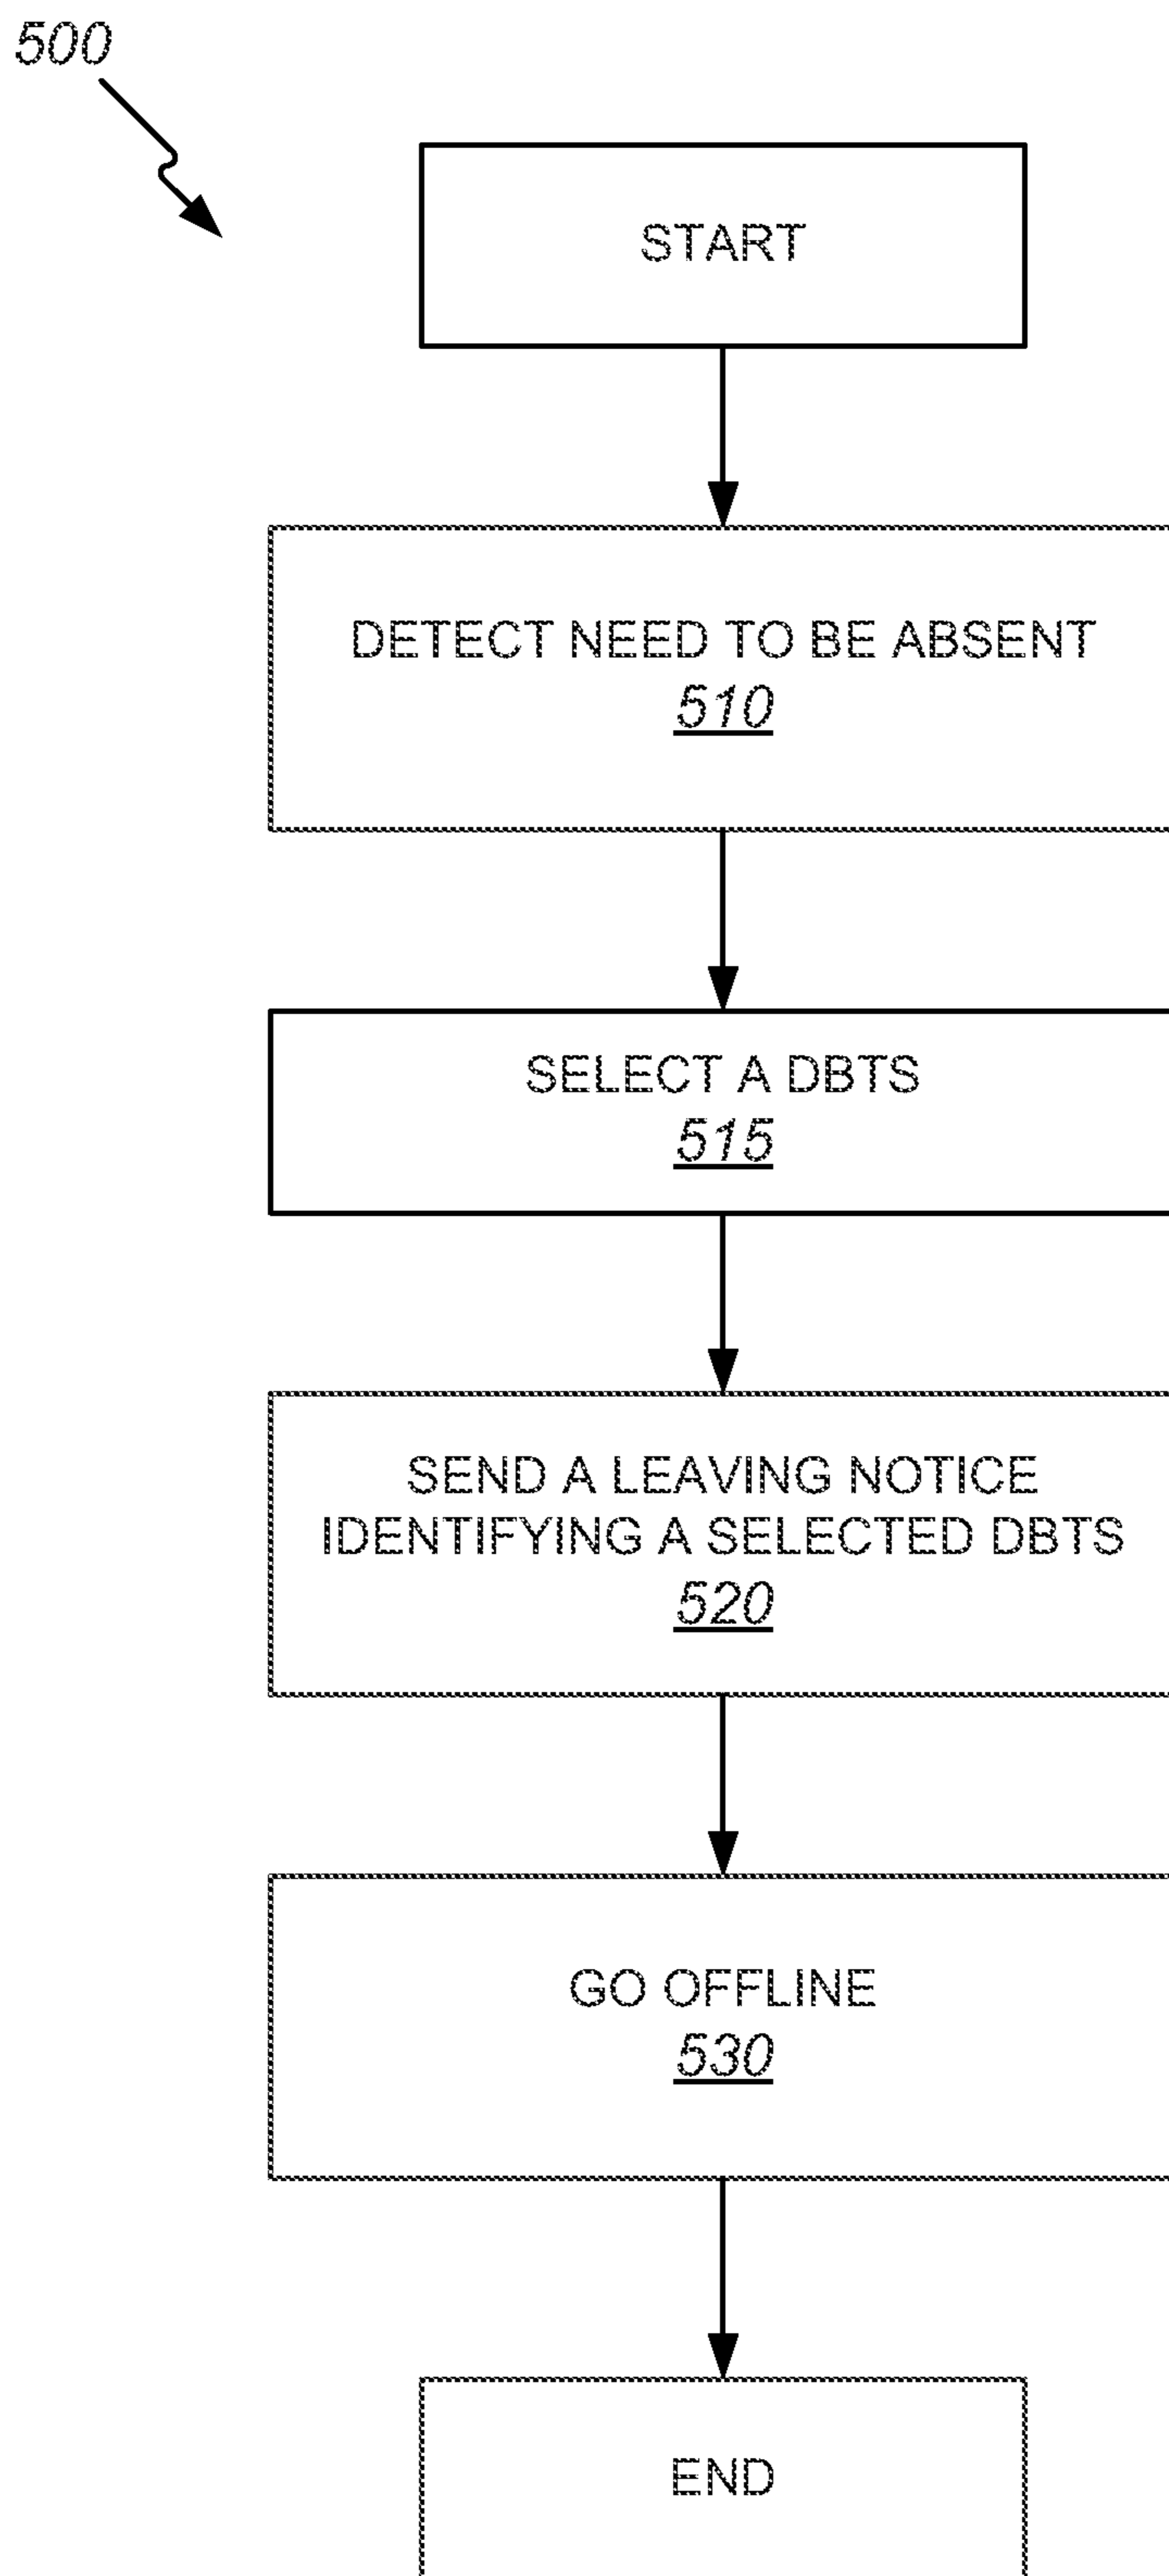 500
START
DETECT NEED TO BE ABSENT
510
SELECT A DBTS
515
SEND A LEAVING NOTICE
IDENTIFYING A SELECTED DBTS
520
GO OFFLINE
530
END